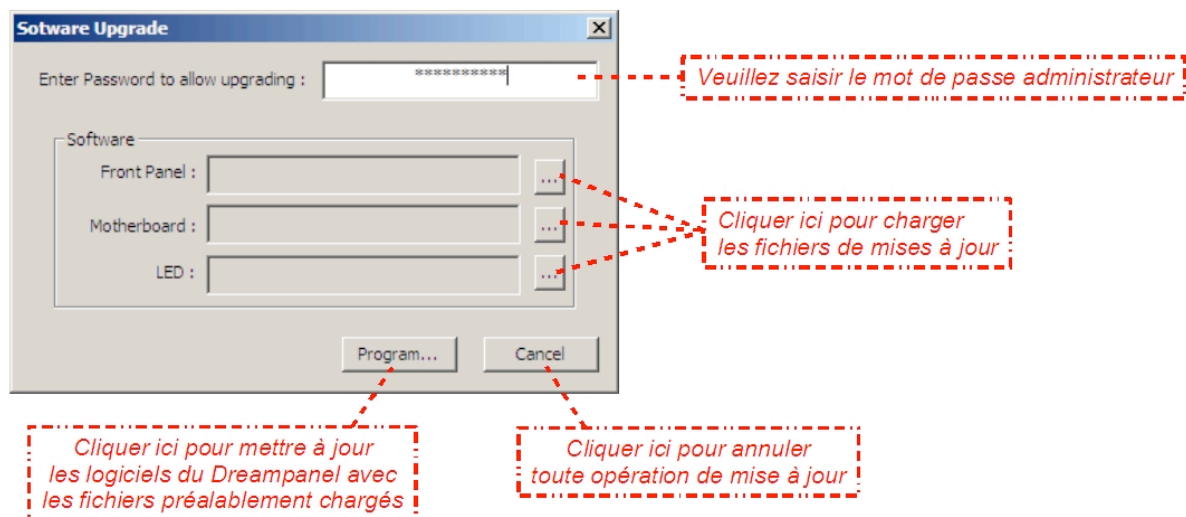 Sotware Upgrade
Enter Password to allow upgrading :
**********
Veuillez saisir le mot de passe administrateur
Software
Front Panel :
...
Motherboard :
...
LED :
...
Cliquer ici pour charger
les fichiers de mises à jour
Program...
Cancel
Cliquer ici pour mettre à jour
les logiciels du Dreampanel avec
les fichiers préalablement chargés
Cliquer ici pour annuler
toute opération de mise à jour